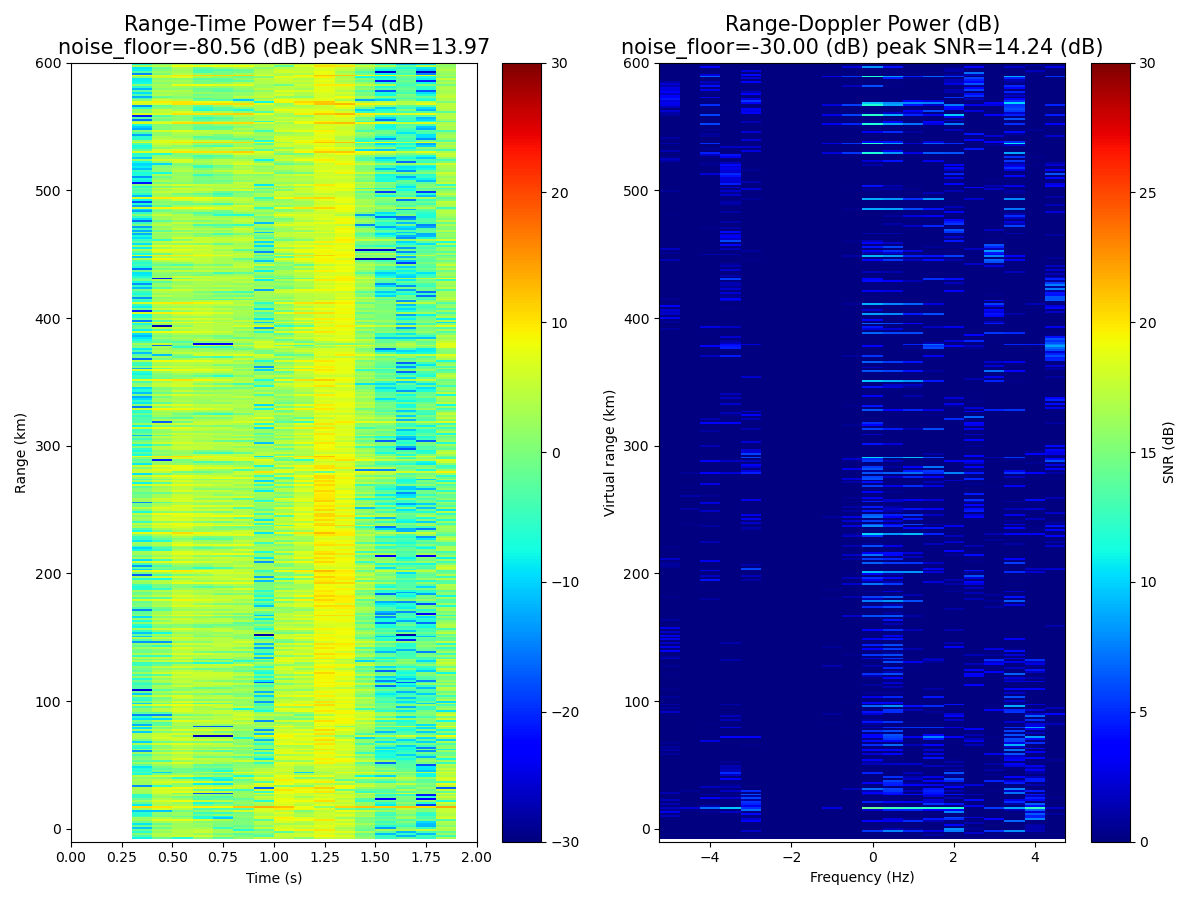 Range-Time Power f=54 (dB)
noise_floor=-80.56 (dB) peak SNR=13.97
Range (km)
600
500
400
300
200
100
0
0.00 0.25 0.50 0.75 1.00 1.25 1.50 1.75 2.00
Time (s)
30
20
10
0
−10
−20
−30
Range-Doppler Power (dB)
noise_floor=-30.00 (dB) peak SNR=14.24 (dB)
Virtual range (km)
600
500
400
300
200
100
0
−4 −2 0 2 4
Frequency (Hz)
30
25
20
15
10
5
0
SNR (dB)